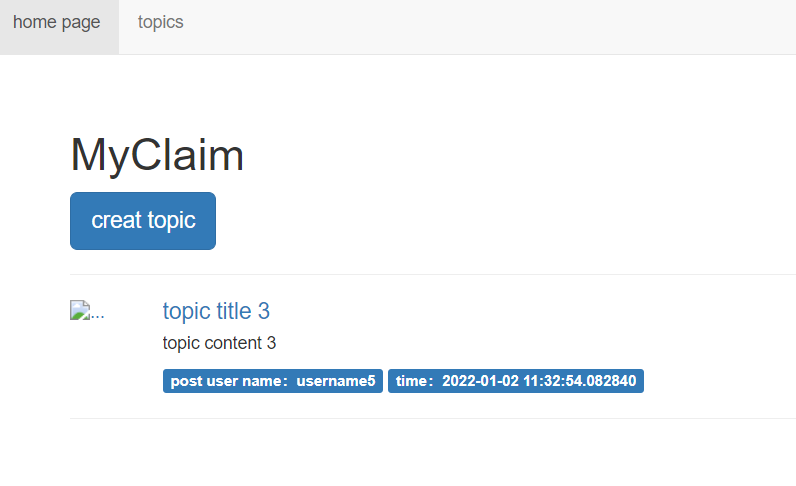 home page topics
MyClaim
creat topic
... topic title 3
topic content 3
post user name：username5 time：2022-01-02 11:32:54.082840